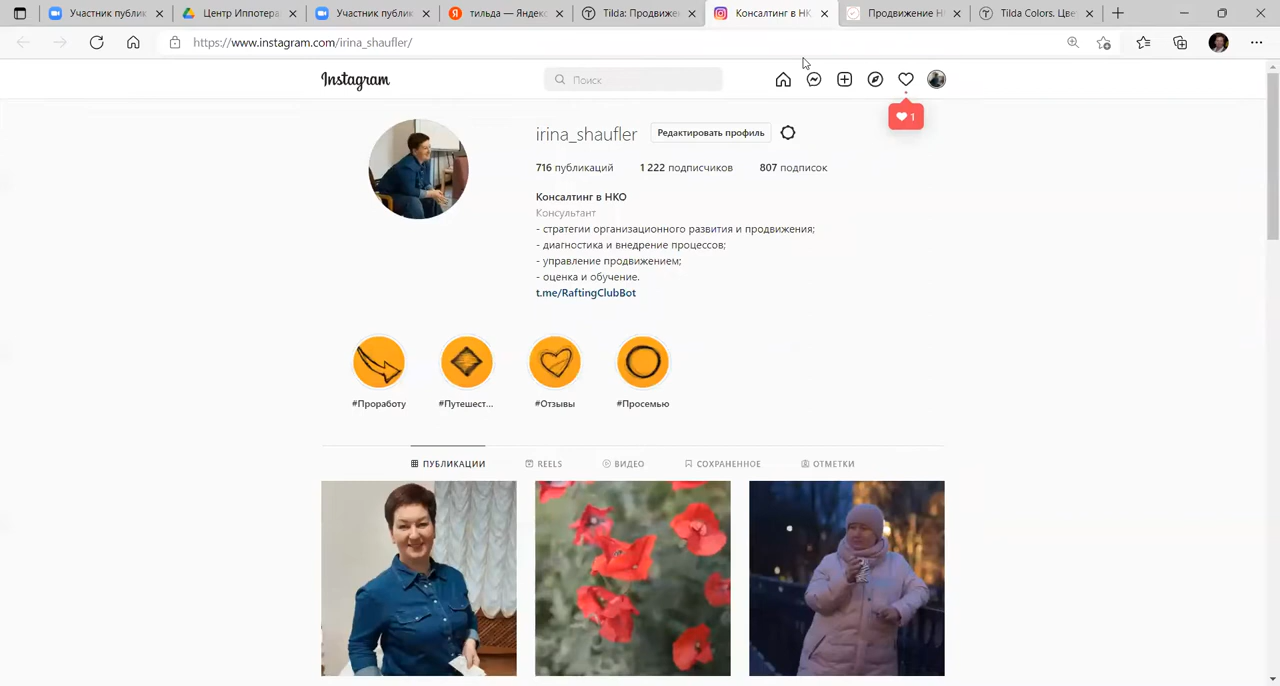 Участник публик
Центр Иппотера
Участник публик
тильда — Яндекс
Tilda: Продвижен
Консалтинг в НК
Продвижение Н
Tilda Colors. Цве
https://www.instagram.com/irina_shaufler/
Instagram
Поиск
1
irina_shaufler
Редактировать профиль
716 публикаций 1 222 подписчиков 807 подписок
Консалтинг в НКО
Консультант
- стратегии организационного развития и продвижения;
- диагностика и внедрение процессов;
- управление продвижением;
- оценка и обучение.
t.me/RaftingClubBot
#Проработу #Путешест... #Отзывы #Просемью
ПУБЛИКАЦИИ REELS ВИДЕО СОХРАНЕННОЕ ОТМЕТКИ